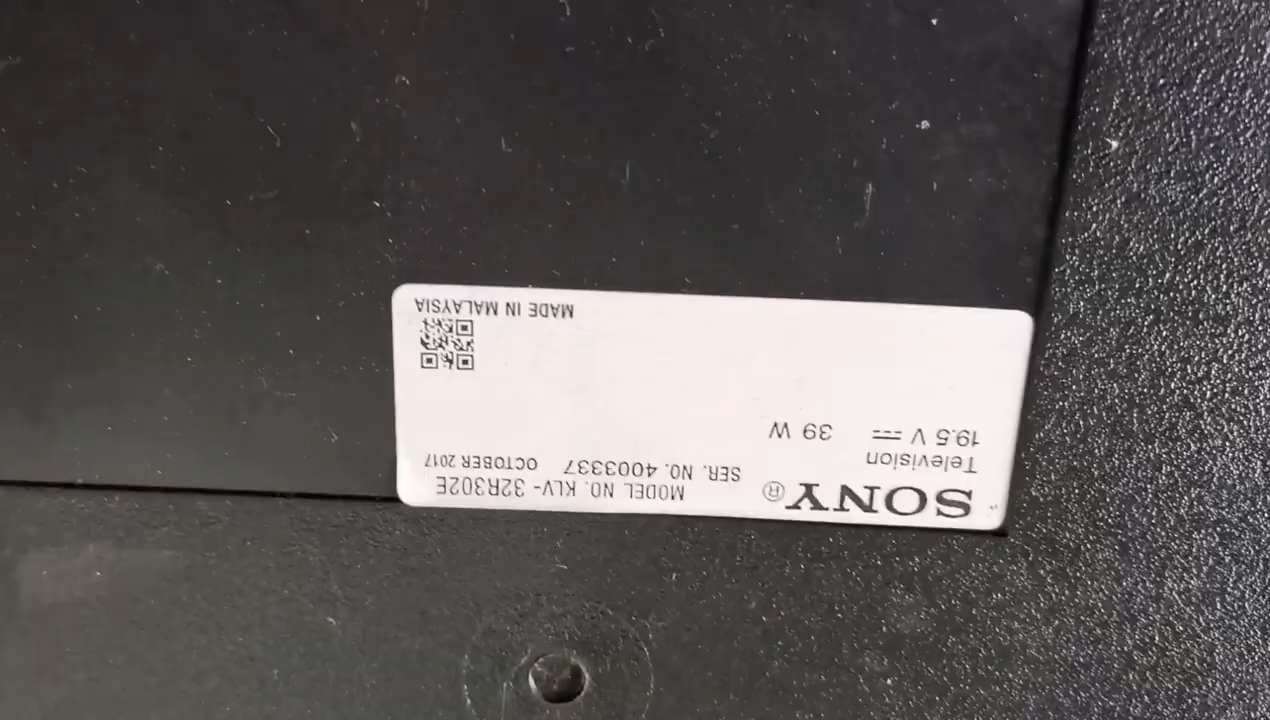 SONY® MODEL NO. KLV- 32R302E
Television SER. NO. 4003337 OCTOBER 2017
19.5 V ⎓ 39 W
MADE IN MALAYSIA